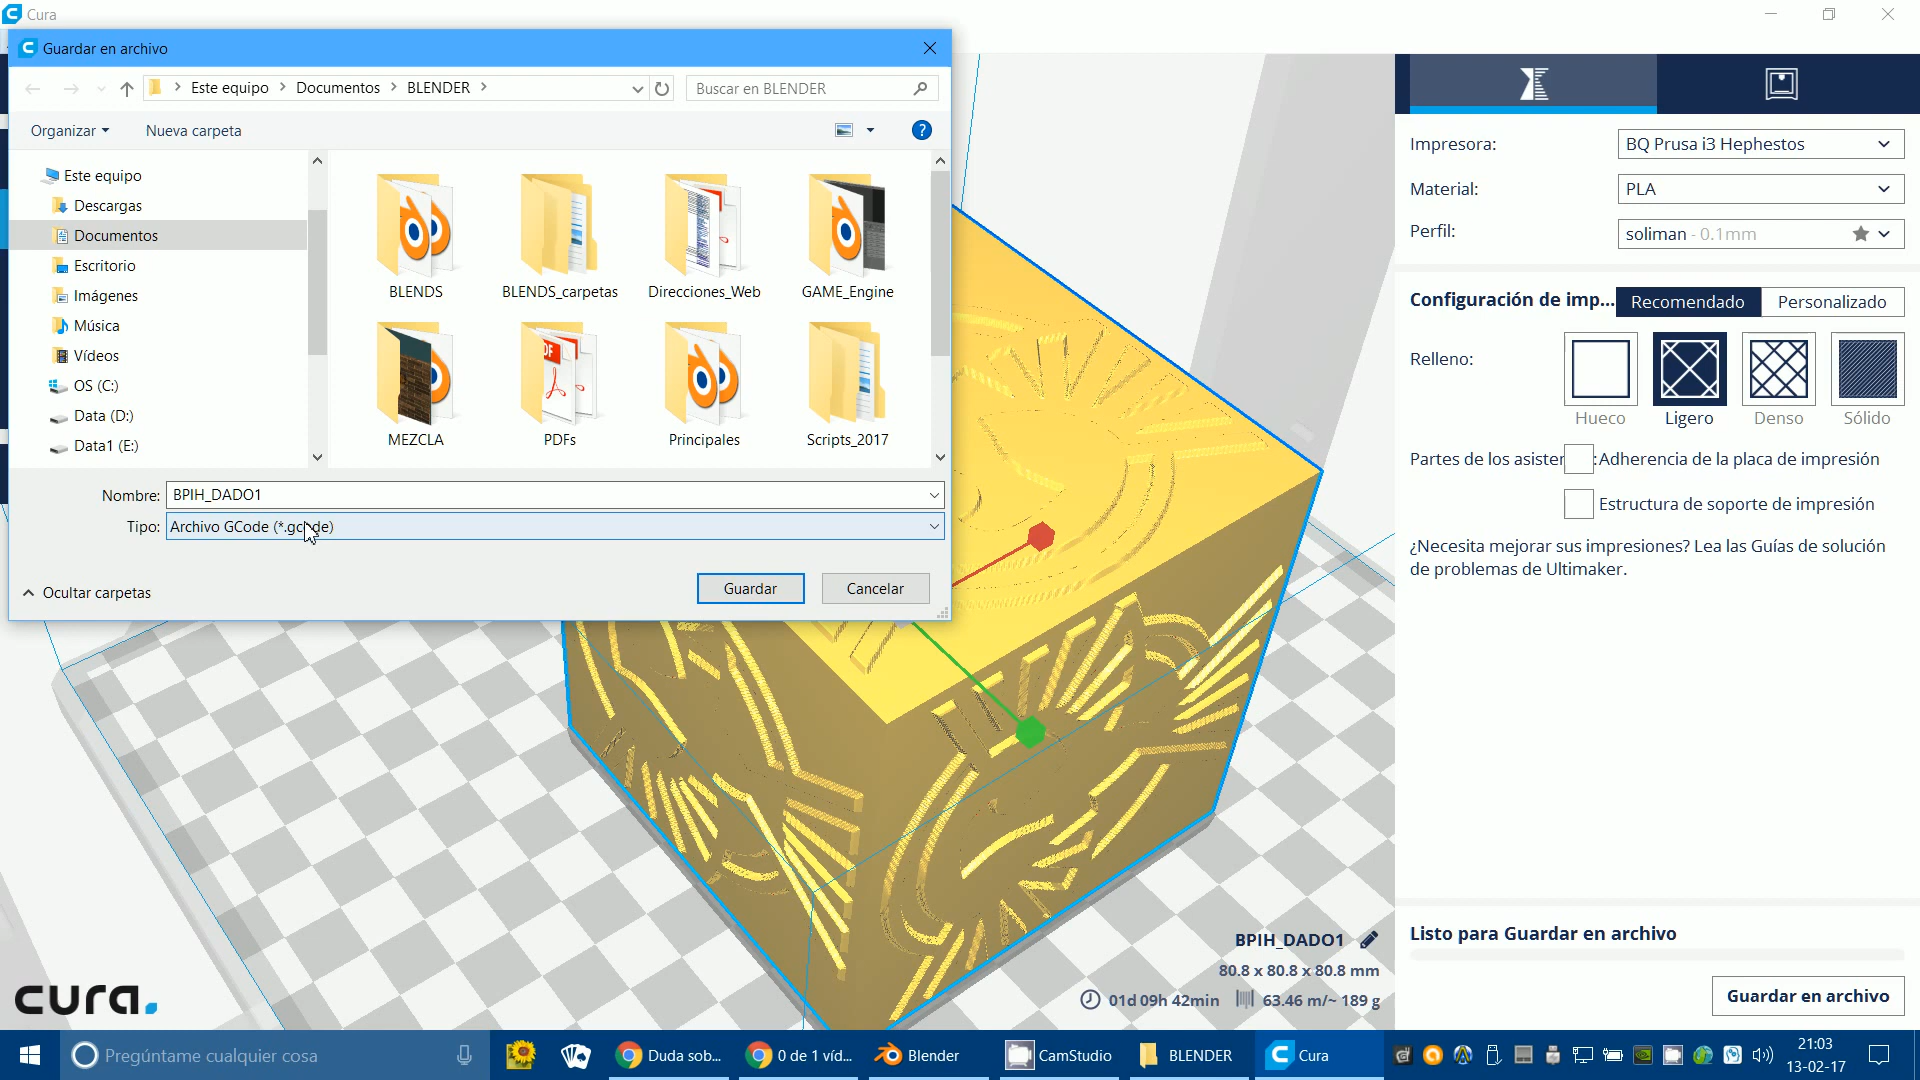 Cura
Guardar en archivo
Este equipo
Documentos
BLENDER
Buscar en BLENDER
Organizar
Nueva carpeta
Este equipo
Descargas
Documentos
Escritorio
Imágenes
Música
Vídeos
OS (C:)
Data (D:)
Data1 (E:)
BLENDS
BLENDS_carpetas
Direcciones_Web
GAME_Engine
MEZCLA
PDFs
Principales
Scripts_2017
Nombre: BPIH_DADO1
Tipo: Archivo GCode (*.gcode)
Ocultar carpetas
Guardar
Cancelar
Impresora: BQ Prusa i3 Hephestos
Material: PLA
Perfil: soliman - 0.1mm
Configuración de imp...
Recomendado
Personalizado
Relleno:
Hueco
Ligero
Denso
Sólido
Partes de los asister
:Adherencia de la placa de impresión
Estructura de soporte de impresión
¿Necesita mejorar sus impresiones? Lea las Guías de solución
de problemas de Ultimaker.
BPIH_DADO1
80.8 x 80.8 x 80.8 mm
01d 09h 42min
63.46 m/~ 189 g
Listo para Guardar en archivo
Guardar en archivo
cura.
Pregúntame cualquier cosa
Duda sob...
0 de 1 víd...
Blender
CamStudio
BLENDER
Cura
21:03
13-02-17